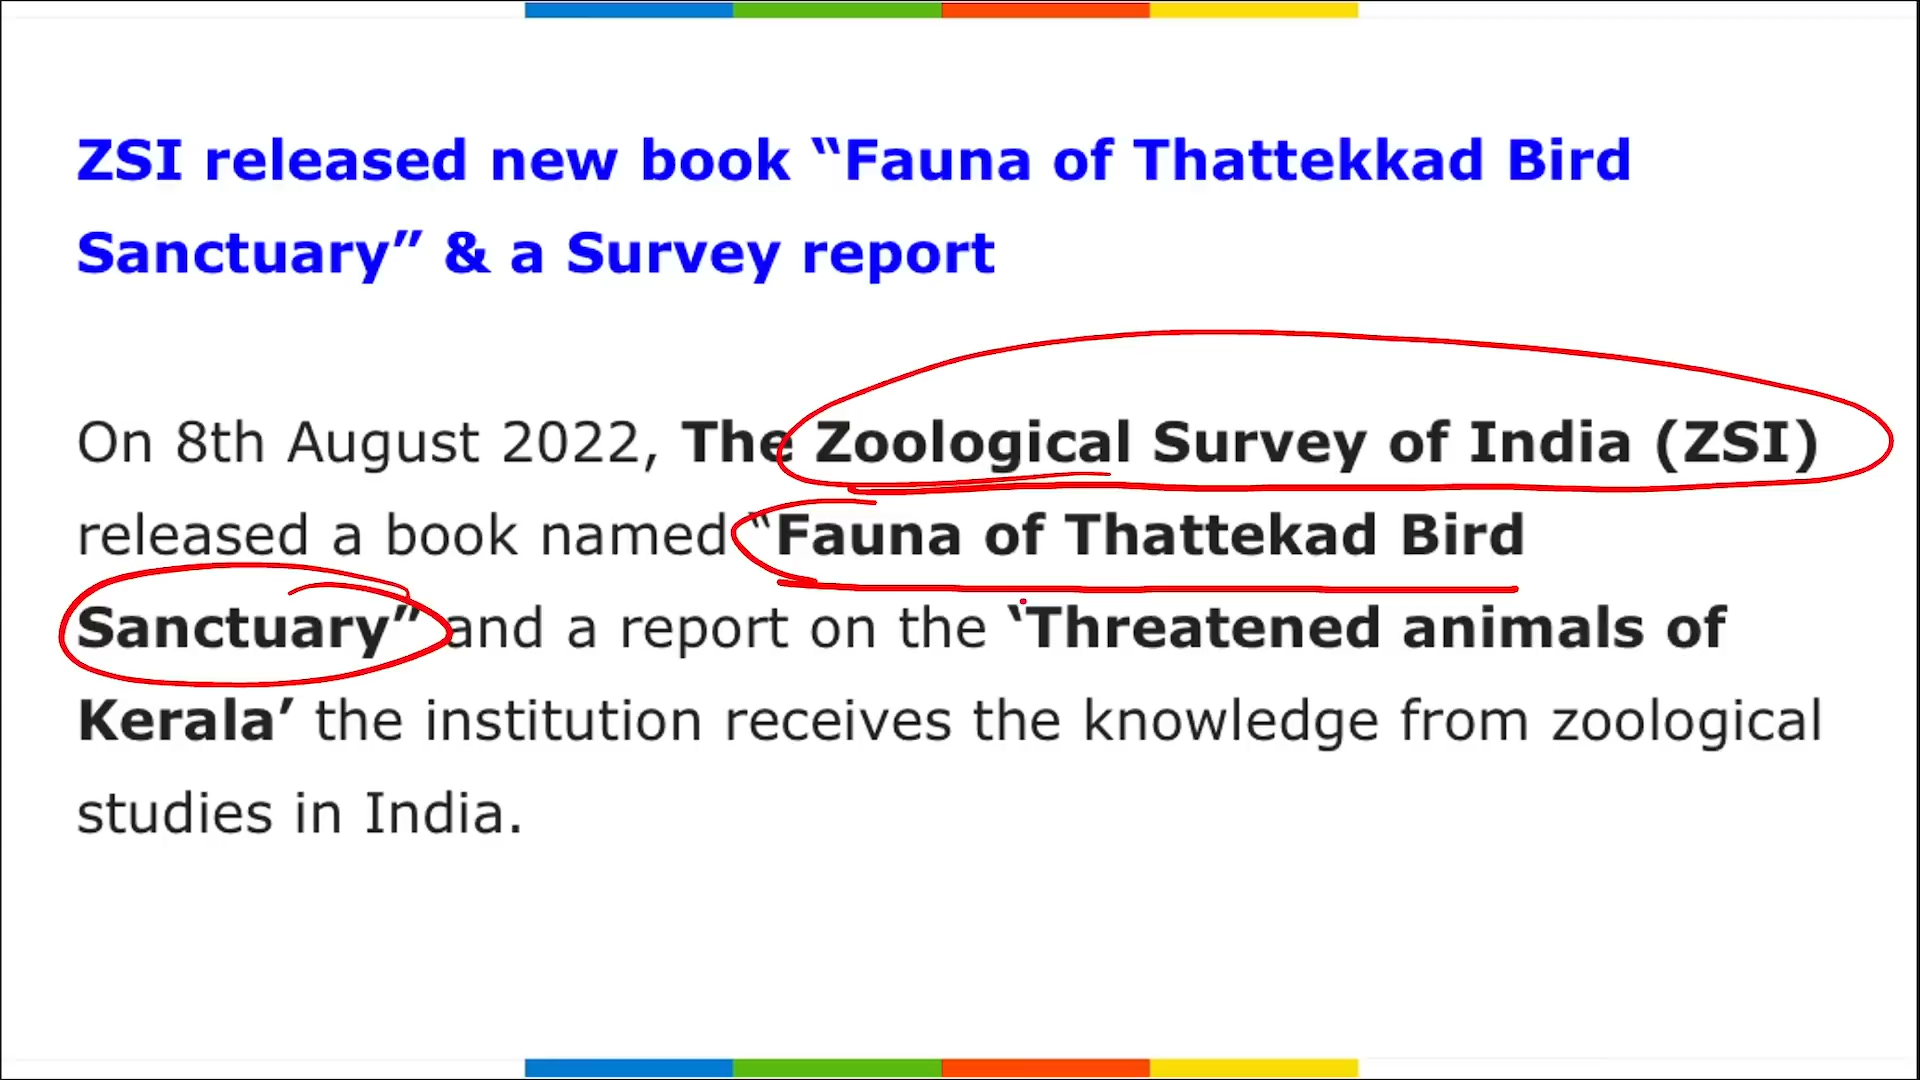 ZSI released new book “Fauna of Thattekkad Bird
Sanctuary” & a Survey report
On 8th August 2022, The Zoological Survey of India (ZSI)
released a book named “Fauna of Thattekad Bird
Sanctuary” and a report on the ‘Threatened animals of
Kerala’ the institution receives the knowledge from zoological
studies in India.